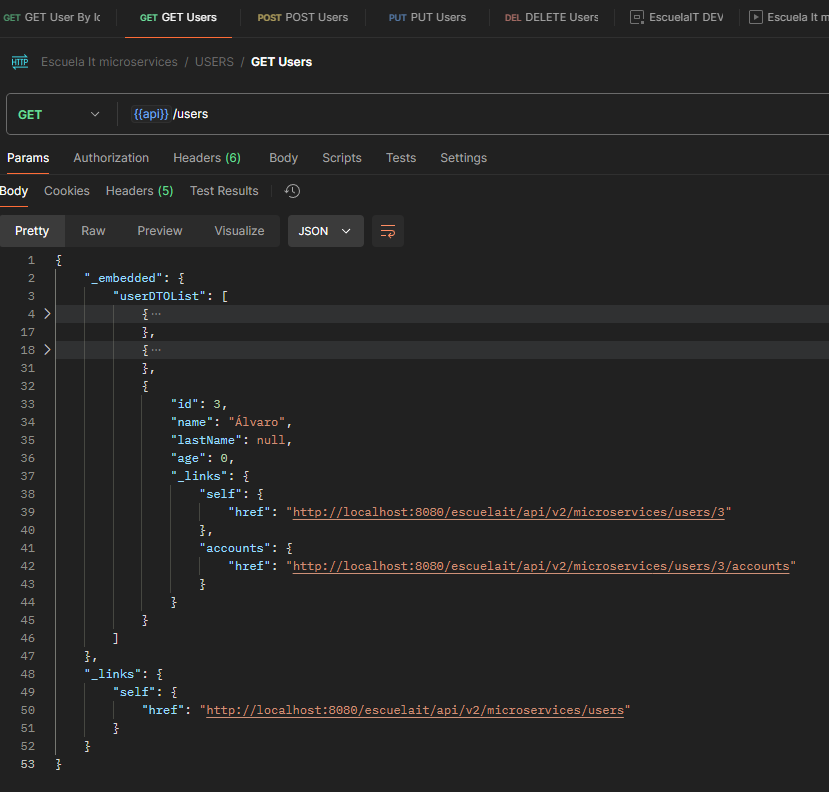 GET GET User By Ic GET GET Users POST POST Users PUT PUT Users DEL DELETE Users EscuelaIT DEV Escuela It m
HTTP Escuela It microservices / USERS / GET Users
GET {{api}} /users
Params Authorization Headers (6) Body Scripts Tests Settings
Body Cookies Headers (5) Test Results
Pretty Raw Preview Visualize JSON
1 {
2 "_embedded": {
3 "userDTOList": [
4 { ···
17 },
18 { ···
31 },
32 {
33 "id": 3,
34 "name": "Álvaro",
35 "lastName": null,
36 "age": 0,
37 "_links": {
38 "self": {
39 "href": "http://localhost:8080/escuelait/api/v2/microservices/users/3"
40 },
41 "accounts": {
42 "href": "http://localhost:8080/escuelait/api/v2/microservices/users/3/accounts"
43 }
44 }
45 }
46 ]
47 },
48 "_links": {
49 "self": {
50 "href": "http://localhost:8080/escuelait/api/v2/microservices/users"
51 }
52 }
53 }